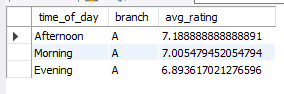 time_of_day branch avg_rating
Afternoon A 7.188888888888891
Morning A 7.005479452054794
Evening A 6.893617021276596